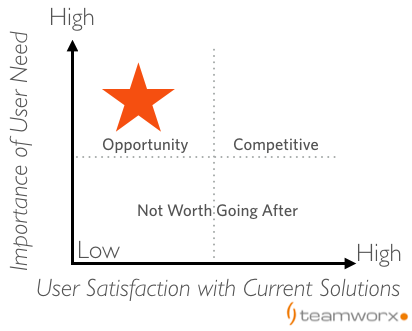 High
Importance of User Need
Opportunity
Competitive
Not Worth Going After
Low
High
User Satisfaction with Current Solutions
teamworx